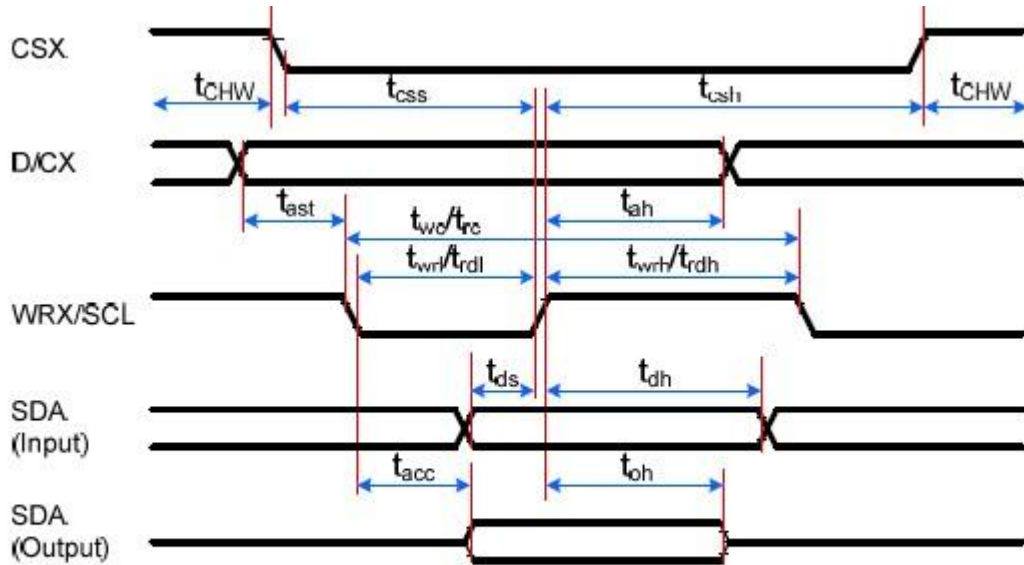 CSX
tCHW tcss tcsh tCHW
D/CX
tast tah
twc/trc
twrl/trdl twrh/trdh
WRX/SCL
tds tdh
SDA
(Input)
tacc toh
SDA
(Output)